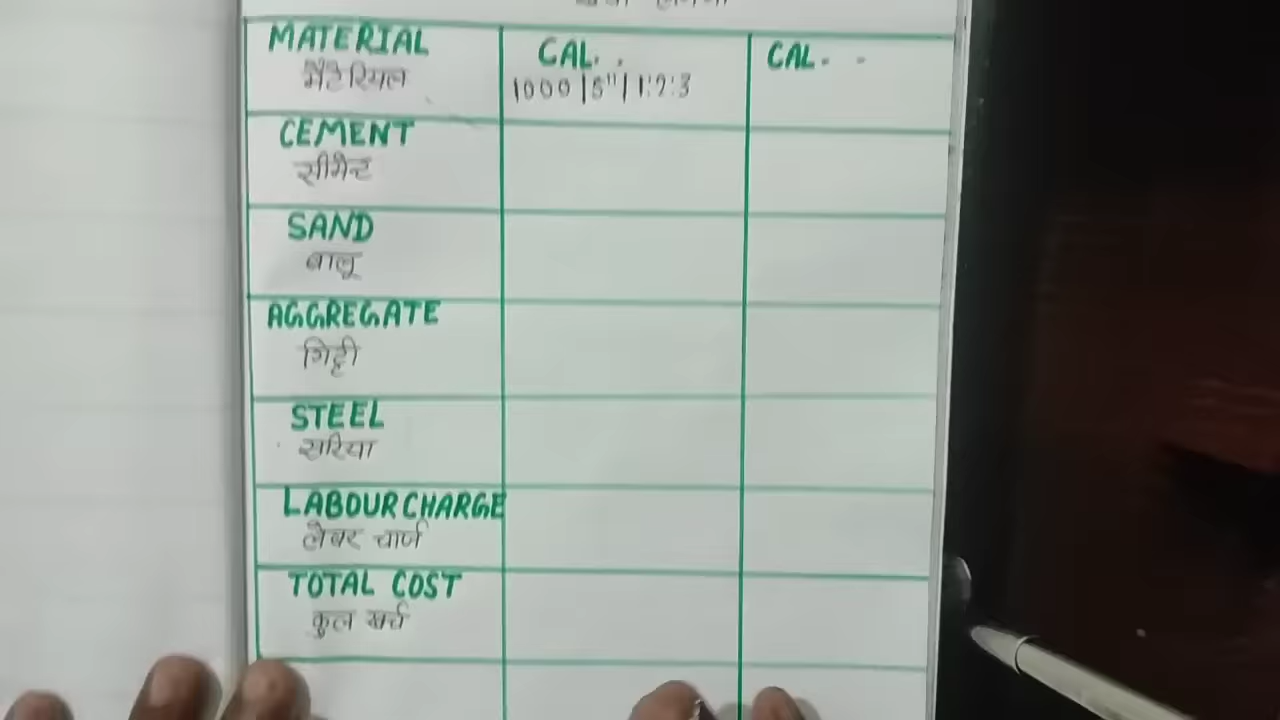 MATERIAL
मैटेरियल
CAL. .
1000 | 5" | 1:2:3
CAL. -
CEMENT
सीमेन्ट
SAND
बालू
AGGREGATE
गिट्टी
STEEL
सरिया
LABOUR CHARGE
लेबर चार्ज
TOTAL COST
कुल खर्च